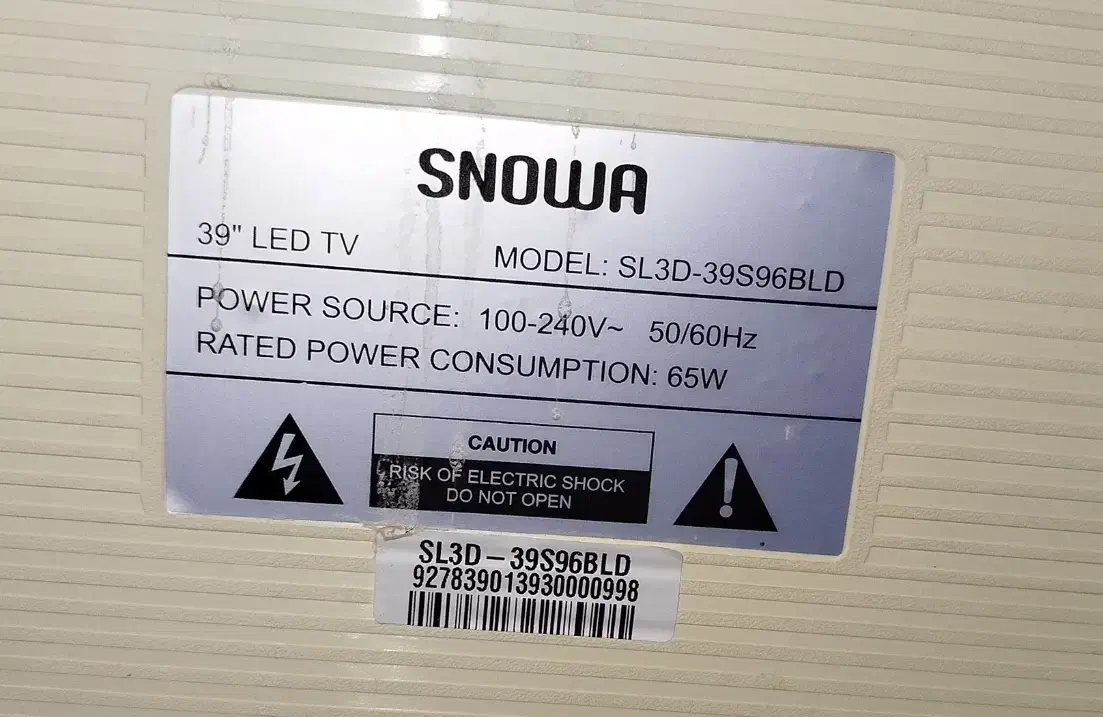 SNOWA
39" LED TV MODEL: SL3D-39S96BLD
POWER SOURCE: 100-240V~ 50/60Hz
RATED POWER CONSUMPTION: 65W
CAUTION
RISK OF ELECTRIC SHOCK
DO NOT OPEN
SL3D-39S96BLD
927839013930000998